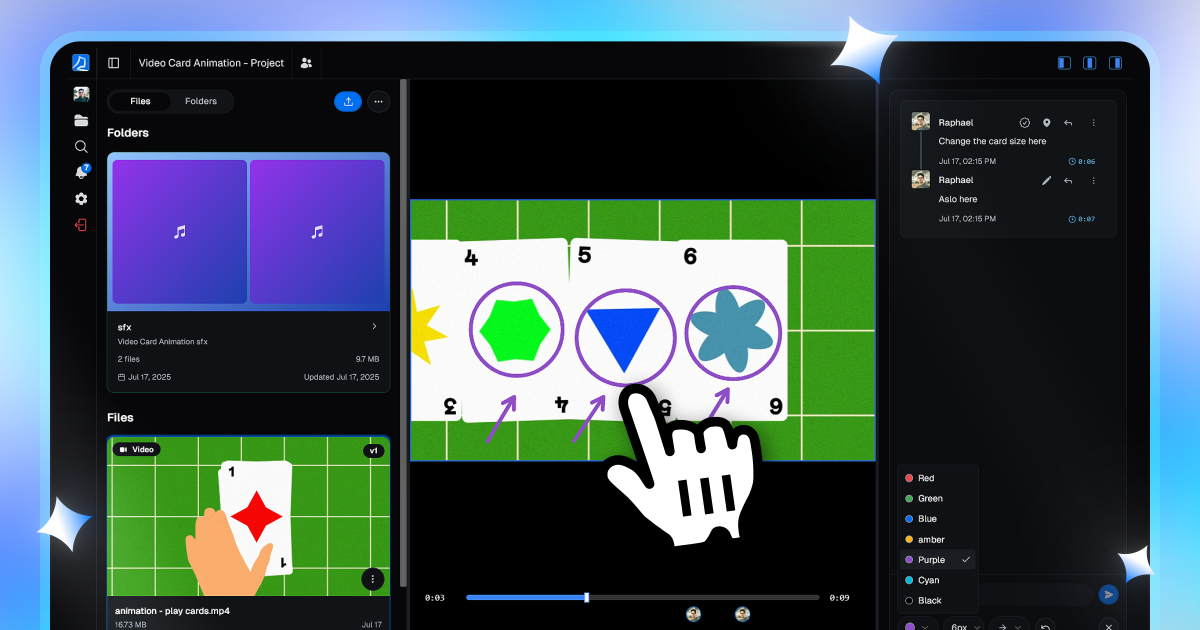 Video Card Animation - Project
7
Files
Folders
Folders
sfx
Video Card Animation sfx
2 files
9.7 MB
Jul 17, 2025
Updated Jul 17, 2025
Files
Video
v1
1
1
animation - play cards.mp4
16.73 MB
Jul 17
4
5
6
3
4
5
6
0:03
0:09
Raphael
Change the card size here
Jul 17, 02:15 PM
0:06
Raphael
Aslo here
Jul 17, 02:15 PM
0:07
Red
Green
Blue
amber
Purple
Cyan
Black
6px